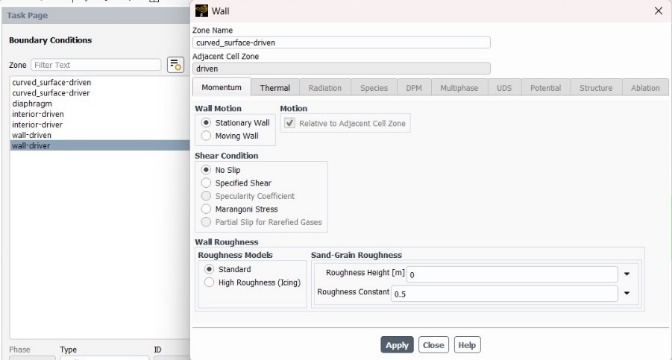 Wall
Task Page
Boundary Conditions
Zone Filter Text
curved_surface-driven
curved_surface-driver
diaphragm
interior-driven
interior-driver
wall-driven
wall-driver
Phase Type ID
Zone Name
curved_surface-driven
Adjacent Cell Zone
driven
Momentum Thermal Radiation Species DPM Multiphase UDS Potential Structure Ablation
Wall Motion Motion
Stationary Wall Relative to Adjacent Cell Zone
Moving Wall
Shear Condition
No Slip
Specified Shear
Specularity Coefficient
Marangoni Stress
Partial Slip for Rarefied Gases
Wall Roughness
Roughness Models Sand-Grain Roughness
Standard Roughness Height [m] 0
High Roughness (Icing) Roughness Constant 0.5
Apply Close Help